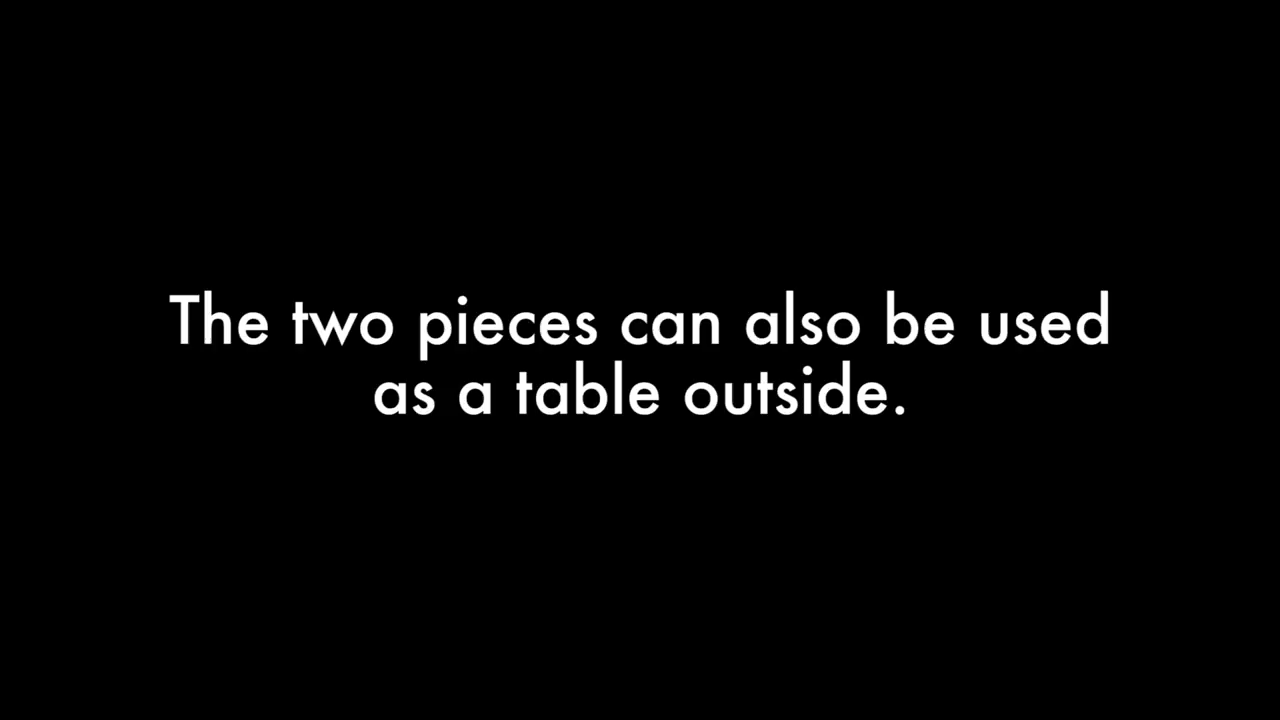 The two pieces can also be used
as a table outside.